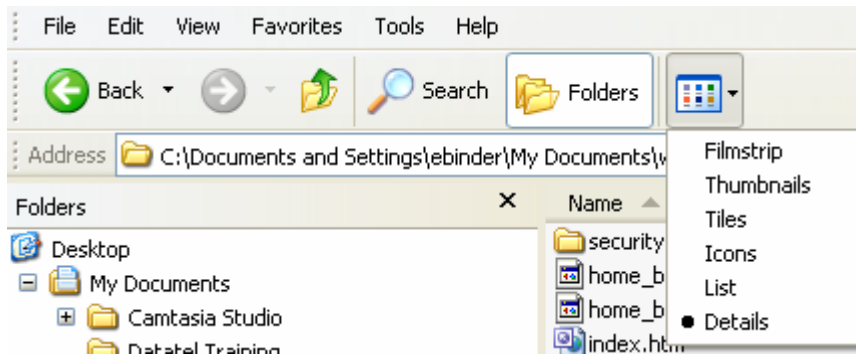 File Edit View Favorites Tools Help
Back Search Folders
Address C:\Documents and Settings\ebinder\My Documents\
Folders
Desktop
My Documents
Camtasia Studio
Datatel Training
Name
security
home_b
home_b
index.htm
Filmstrip
Thumbnails
Tiles
Icons
List
Details